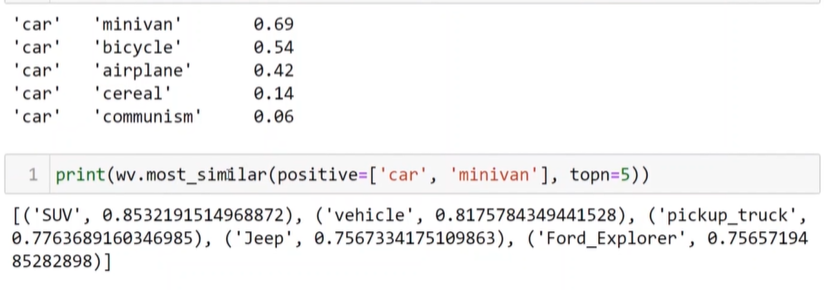 'car'   'minivan'     0.69
'car'   'bicycle'     0.54
'car'   'airplane'    0.42
'car'   'cereal'      0.14
'car'   'communism'   0.06
1 print(wv.most_similar(positive=['car', 'minivan'], topn=5))
[('SUV', 0.8532191514968872), ('vehicle', 0.8175784349441528), ('pickup_truck',
0.7763689160346985), ('Jeep', 0.7567334175109863), ('Ford_Explorer', 0.75657194
85282898)]